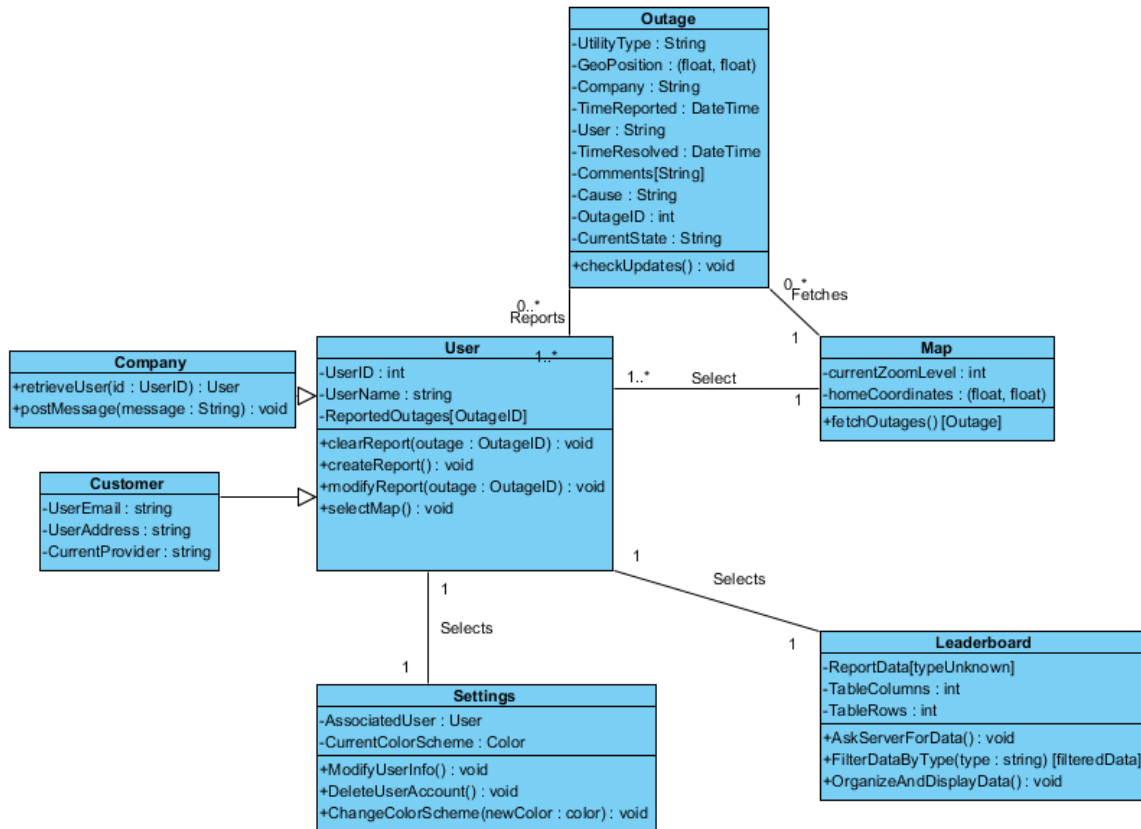 Outage
-UtilityType : String
-GeoPosition : (float, float)
-Company : String
-TimeReported : DateTime
-User : String
-TimeResolved : DateTime
-Comments[String]
-Cause : String
-OutageID : int
-CurrentState : String
+checkUpdates() : void
0..*
Reports
1..*
0..*
Fetches
1
Company
+retrieveUser(id : UserID) : User
+postMessage(message : String) : void
User
-UserID : int
-UserName : string
-ReportedOutages[OutageID]
+clearReport(outage : OutageID) : void
+createReport() : void
+modifyReport(outage : OutageID) : void
+selectMap() : void
1..*
Select
1
Map
-currentZoomLevel : int
-homeCoordinates : (float, float)
+fetchOutages() [Outage]
Customer
-UserEmail : string
-UserAddress : string
-CurrentProvider : string
1
Selects
1
1
Selects
1
Settings
-AssociatedUser : User
-CurrentColorScheme : Color
+ModifyUserInfo() : void
+DeleteUserAccount() : void
+ChangeColorScheme(newColor : color) : void
Leaderboard
-ReportData[typeUnknown]
-TableColumns : int
-TableRows : int
+AskServerForData() : void
+FilterDataByType(type : string) [filteredData]
+OrganizeAndDisplayData() : void